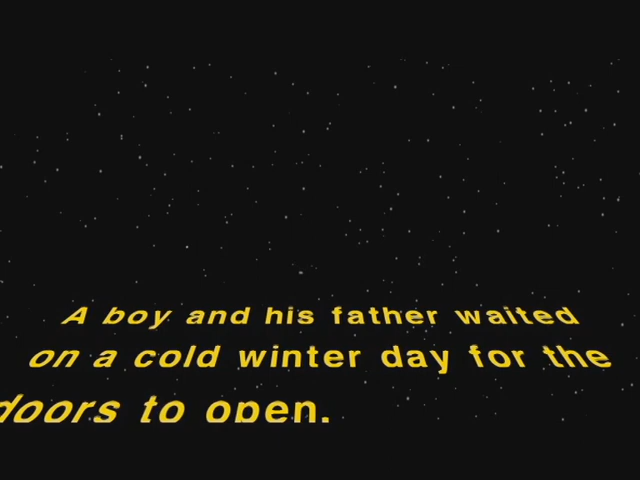 A boy and his father waited
on a cold winter day for the
doors to open.